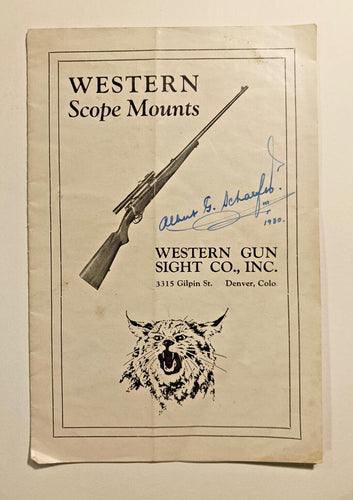 WESTERN
Scope Mounts
Albert G. Schaefer.
1930.
WESTERN GUN
SIGHT CO., INC.
3315 Gilpin St. Denver, Colo.